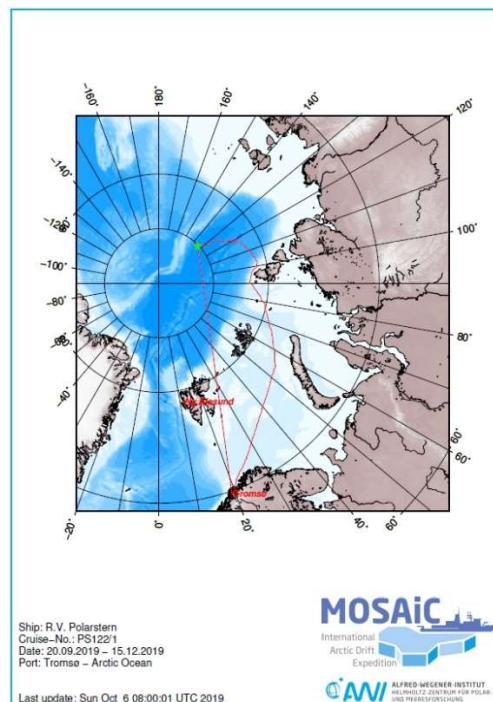 -160°
180°
160°
140°
120°
-140°
-120°
-100°
-80°
-60°
-40°
100°
80°
60°
Tromsø
-20°
0°
20°
40°
60°
Ship: R.V. Polarstern
Cruise-No.: PS122/1
Date: 20.09.2019 - 15.12.2019
Port: Tromsø - Arctic Ocean
Last update: Sun Oct 6 08:00:01 UTC 2019
MOSAiC
International
Arctic Drift
Expedition
AWI
ALFRED-WEGENER-INSTITUT
HELMHOLTZ-ZENTRUM FÜR POLAR-
UND MEERESFORSCHUNG